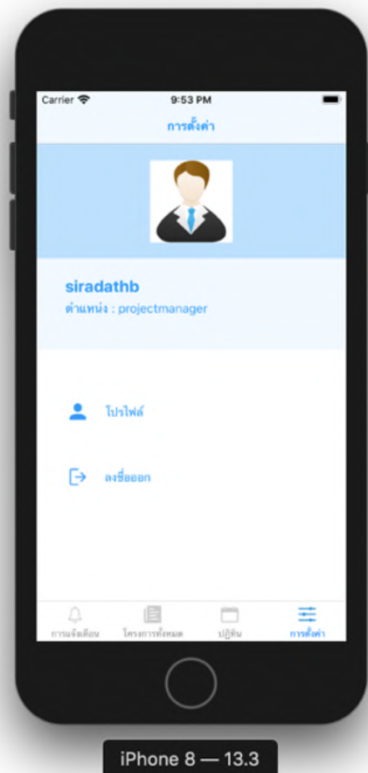 Carrier 9:53 PM
การตั้งค่า
siradathb
ตำแหน่ง : projectmanager
โปรไฟล์
ลงชื่อออก
การแจ้งเตือน โครงการทั้งหมด ปฏิทิน การตั้งค่า
iPhone 8 — 13.3